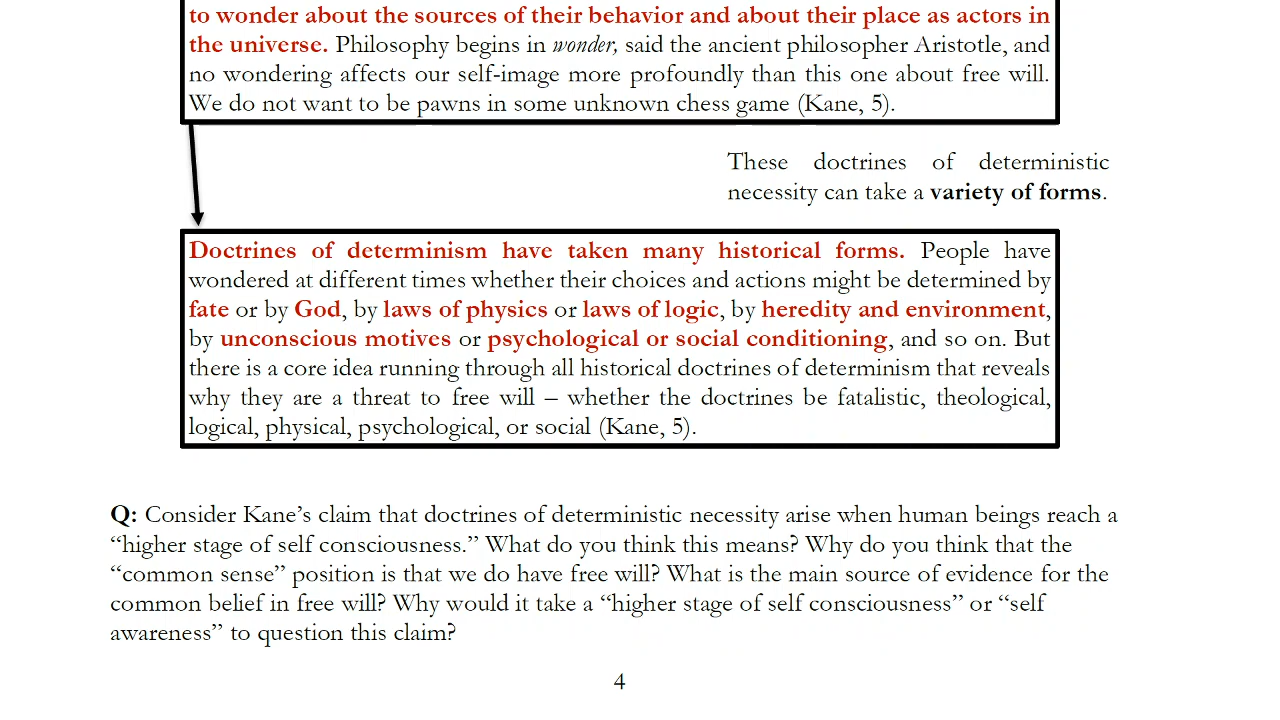 to wonder about the sources of their behavior and about their place as actors in
the universe. Philosophy begins in wonder, said the ancient philosopher Aristotle, and
no wondering affects our self-image more profoundly than this one about free will.
We do not want to be pawns in some unknown chess game (Kane, 5).
These doctrines of deterministic
necessity can take a variety of forms.
Doctrines of determinism have taken many historical forms. People have
wondered at different times whether their choices and actions might be determined by
fate or by God, by laws of physics or laws of logic, by heredity and environment,
by unconscious motives or psychological or social conditioning, and so on. But
there is a core idea running through all historical doctrines of determinism that reveals
why they are a threat to free will – whether the doctrines be fatalistic, theological,
logical, physical, psychological, or social (Kane, 5).
Q: Consider Kane’s claim that doctrines of deterministic necessity arise when human beings reach a
“higher stage of self consciousness.” What do you think this means? Why do you think that the
“common sense” position is that we do have free will? What is the main source of evidence for the
common belief in free will? Why would it take a “higher stage of self consciousness” or “self
awareness” to question this claim?
4